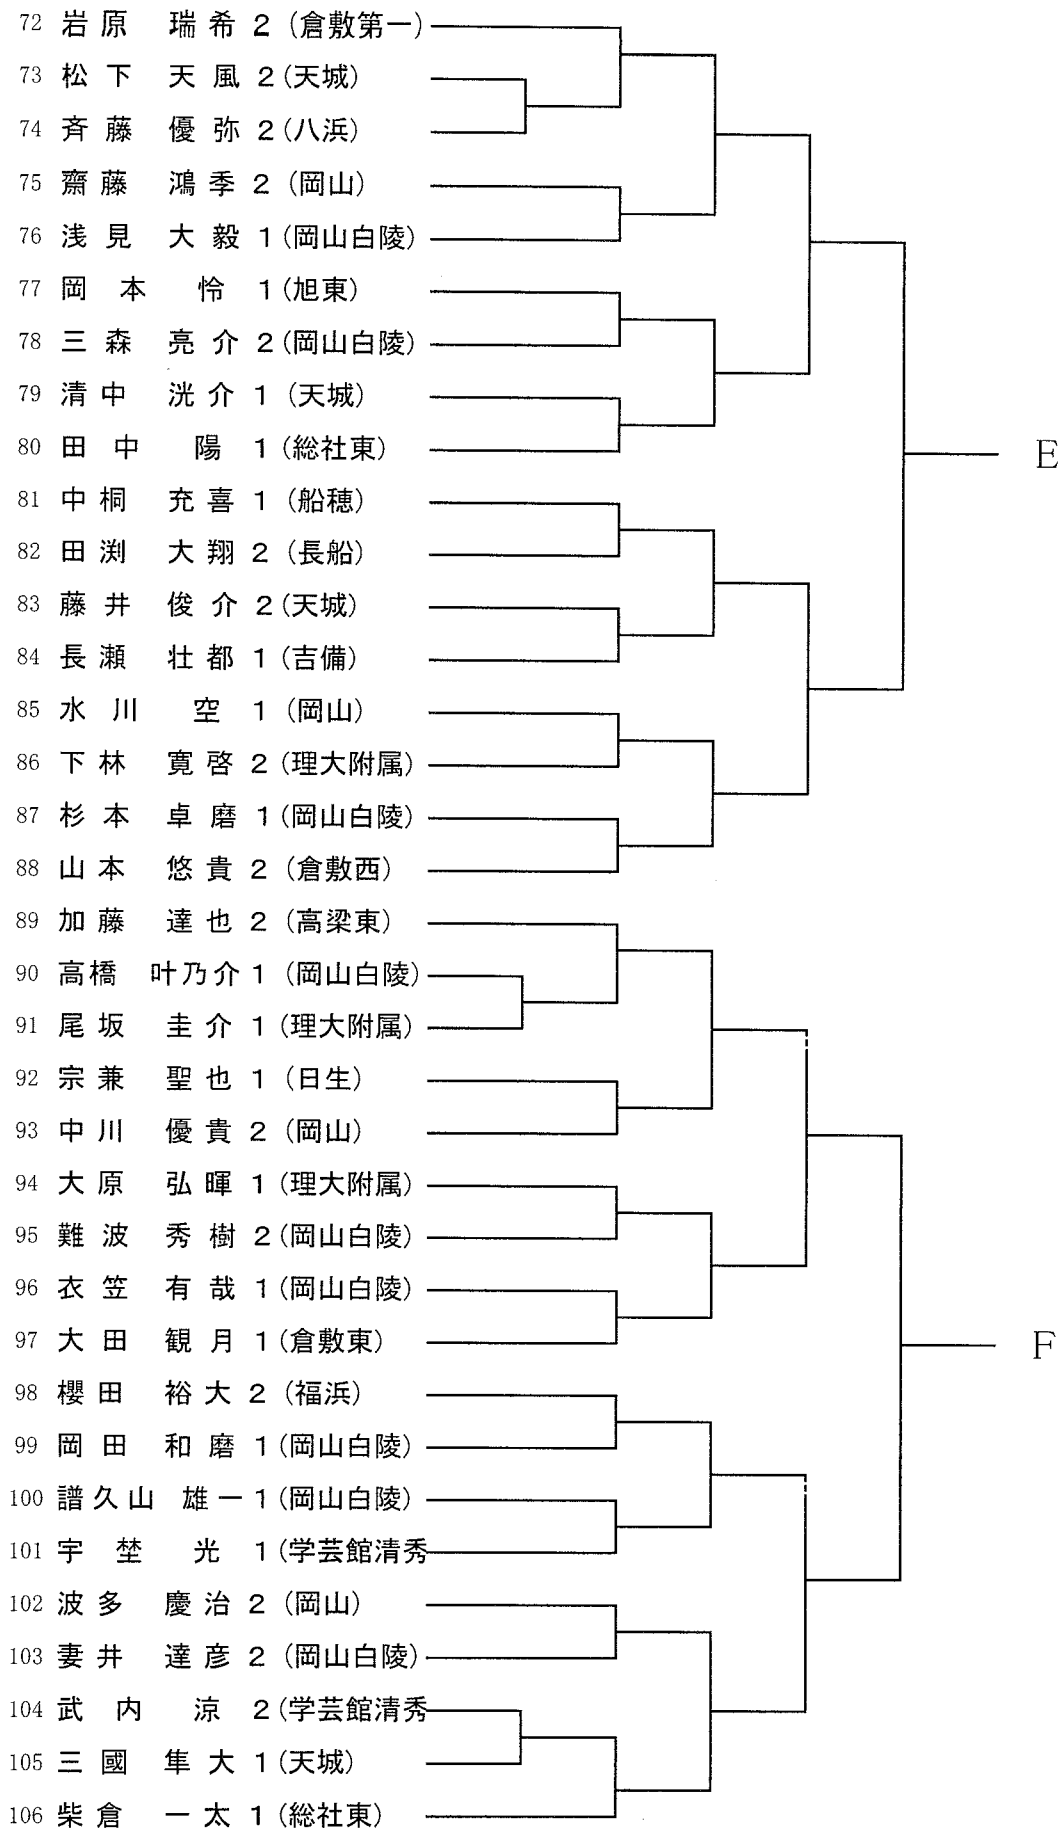 72 岩原 瑞希 2 (倉敷第一)
73 松下 天風 2 (天城)
74 斉藤 優弥 2 (八浜)
75 齋藤 鴻季 2 (岡山)
76 浅見 大毅 1 (岡山白陵)
77 岡本 怜 1 (旭東)
78 三森 亮介 2 (岡山白陵)
79 清中 洸介 1 (天城)
80 田中 陽 1 (総社東)
E
81 中桐 充喜 1 (船穂)
82 田渕 大翔 2 (長船)
83 藤井 俊介 2 (天城)
84 長瀬 壮都 1 (吉備)
85 水川 空 1 (岡山)
86 下林 寛啓 2 (理大附属)
87 杉本 卓磨 1 (岡山白陵)
88 山本 悠貴 2 (倉敷西)
89 加藤 達也 2 (高梁東)
90 高橋 叶乃介 1 (岡山白陵)
91 尾坂 圭介 1 (理大附属)
92 宗兼 聖也 1 (日生)
93 中川 優貴 2 (岡山)
94 大原 弘暉 1 (理大附属)
95 難波 秀樹 2 (岡山白陵)
96 衣笠 有哉 1 (岡山白陵)
97 大田 観月 1 (倉敷東)
F
98 櫻田 裕大 2 (福浜)
99 岡田 和磨 1 (岡山白陵)
100 譜久山 雄一 1 (岡山白陵)
101 宇埜 光 1 (学芸館清秀
102 波多 慶治 2 (岡山)
103 妻井 達彦 2 (岡山白陵)
104 武内 涼 2 (学芸館清秀
105 三國 隼大 1 (天城)
106 柴倉 一太 1 (総社東)